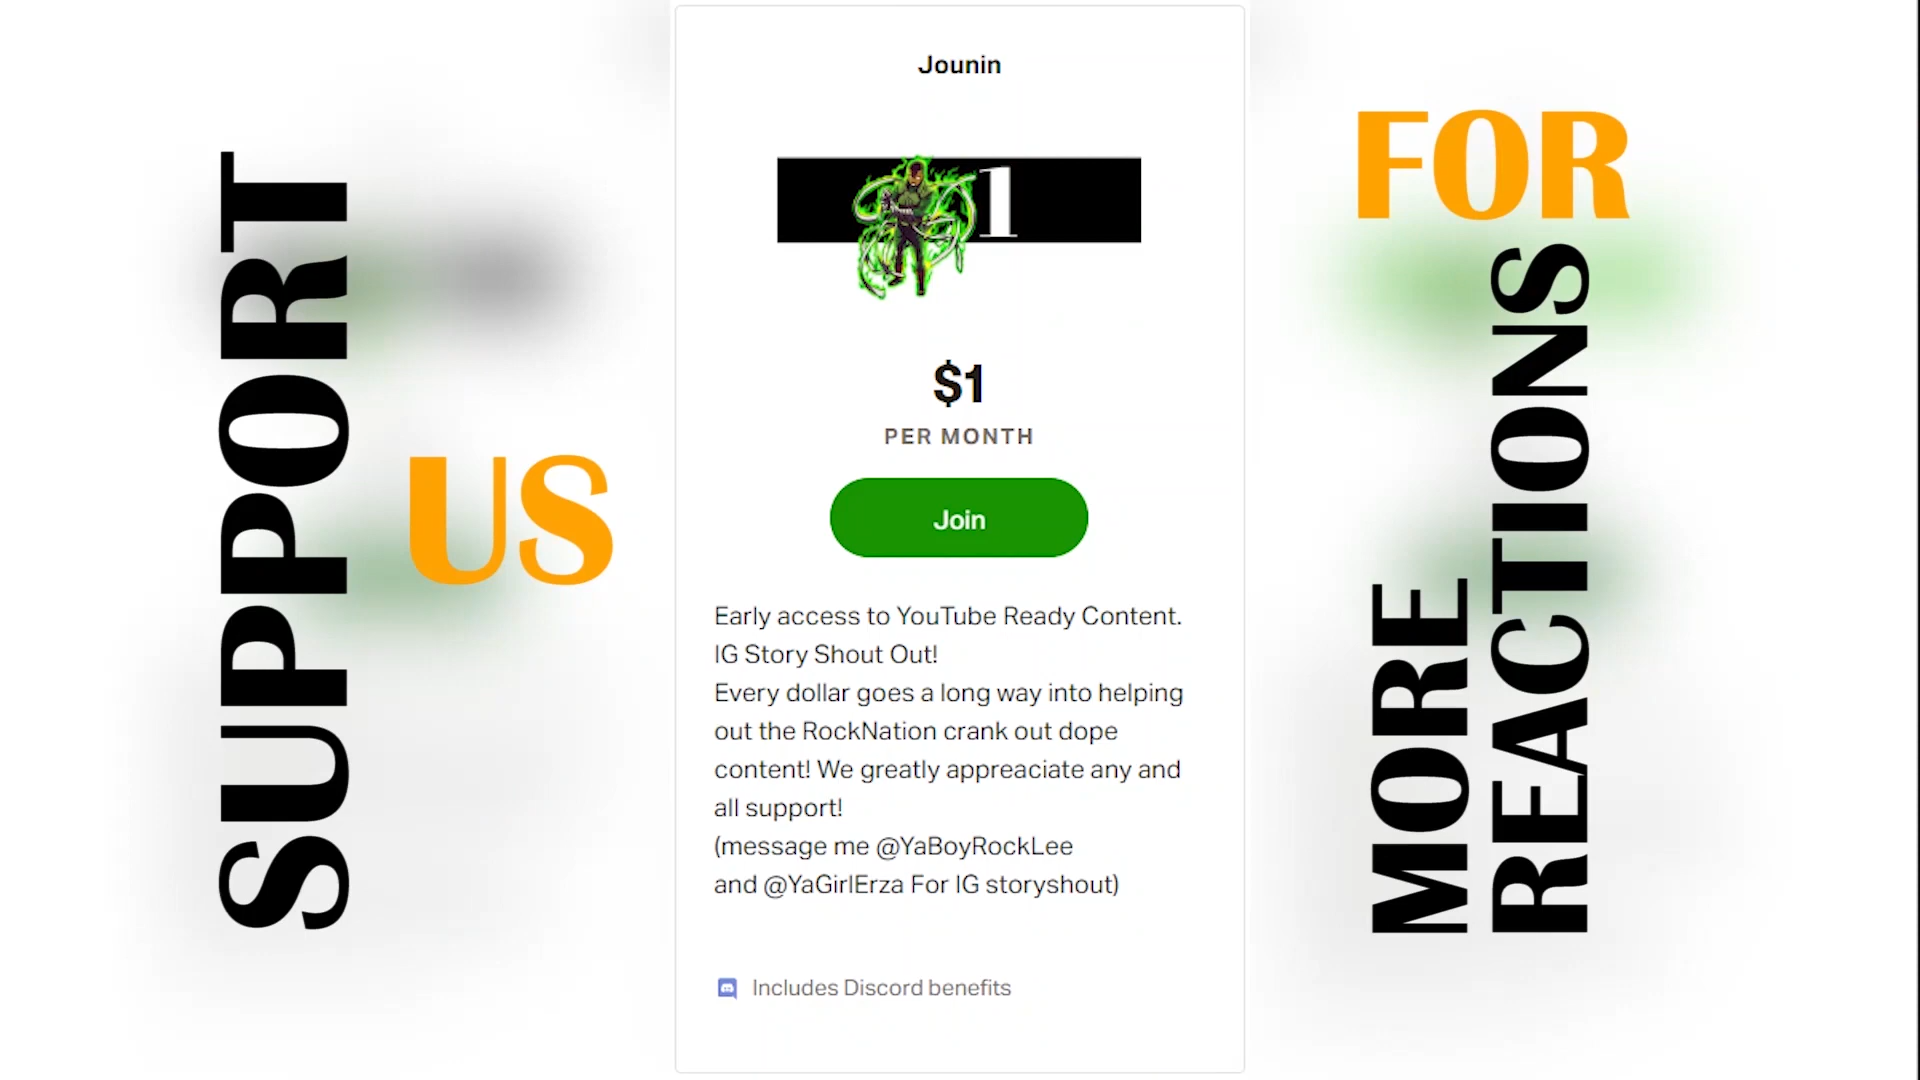 SUPPORT
US
Jounin
1
$1
PER MONTH
Join
Early access to YouTube Ready Content.
IG Story Shout Out!
Every dollar goes a long way into helping
out the RockNation crank out dope
content! We greatly appreaciate any and
all support!
(message me @YaBoyRockLee
and @YaGirlErza For IG storyshout)
Includes Discord benefits
FOR
MORE
REACTIONS